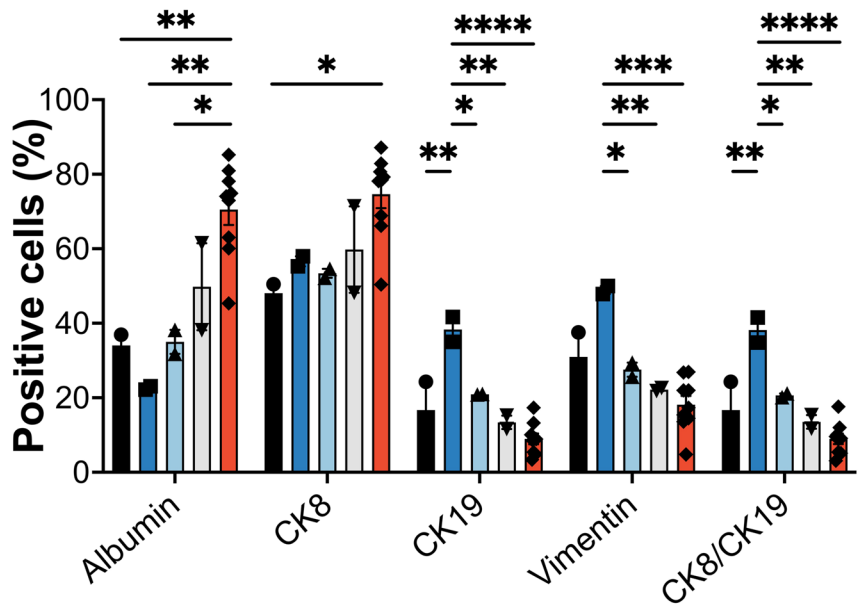 ** **** ****
** * ** *** **
* * ** *
** * **
Positive cells (%)
100
80
60
40
20
0
Albumin
CK8
CK19
Vimentin
CK8/CK19